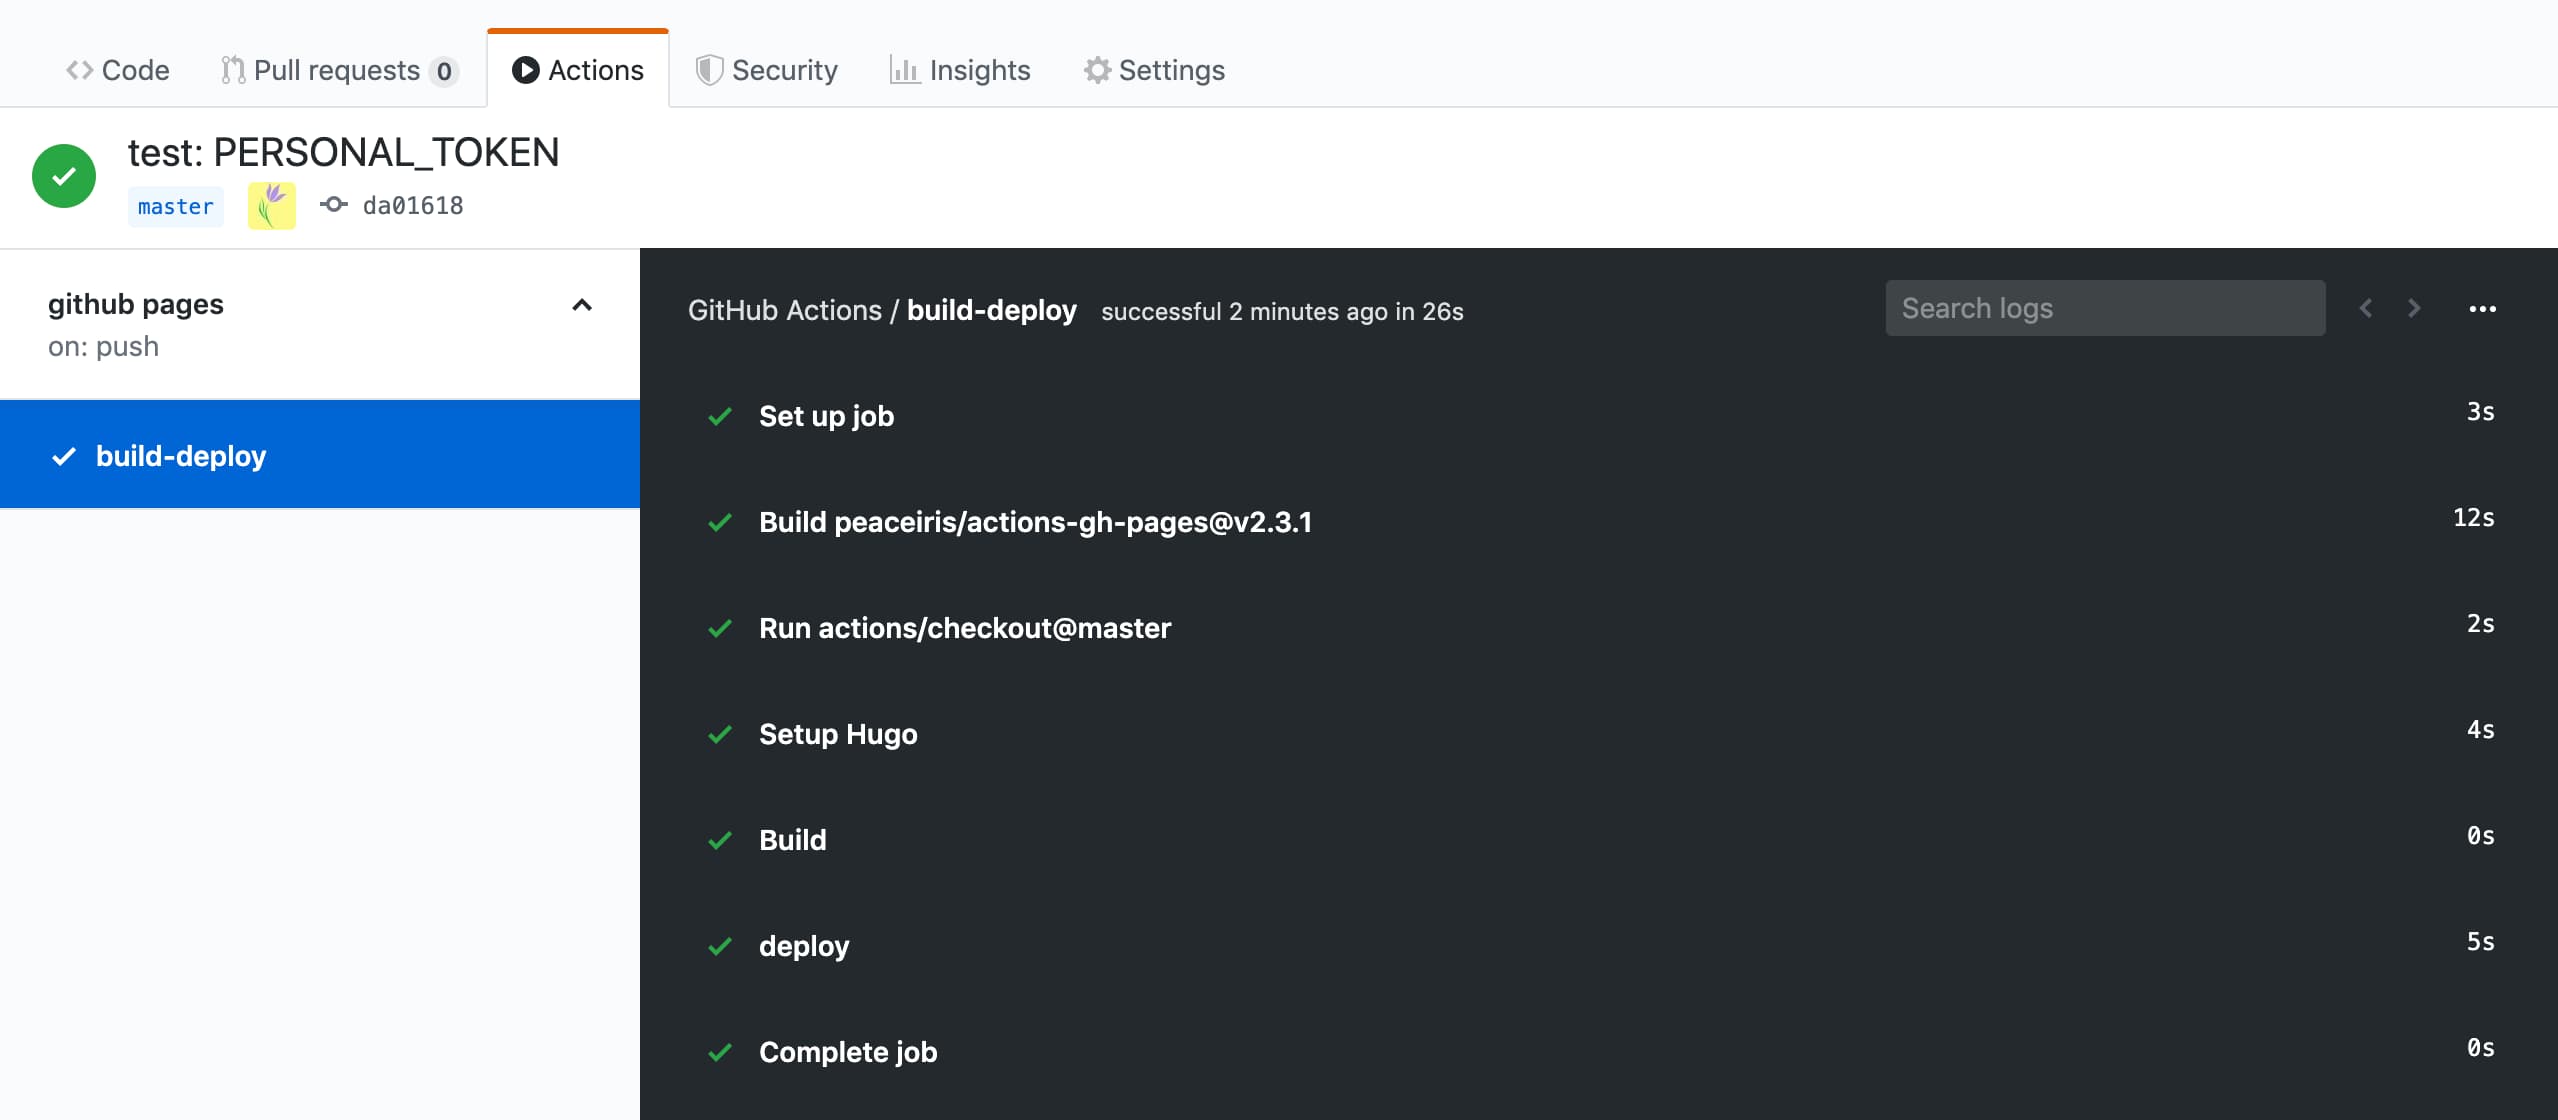 Code Pull requests 0 Actions Security Insights Settings
test: PERSONAL_TOKEN
master da01618
github pages
on: push
build-deploy
GitHub Actions / build-deploy successful 2 minutes ago in 26s Search logs
Set up job 3s
Build peaceiris/actions-gh-pages@v2.3.1 12s
Run actions/checkout@master 2s
Setup Hugo 4s
Build 0s
deploy 5s
Complete job 0s